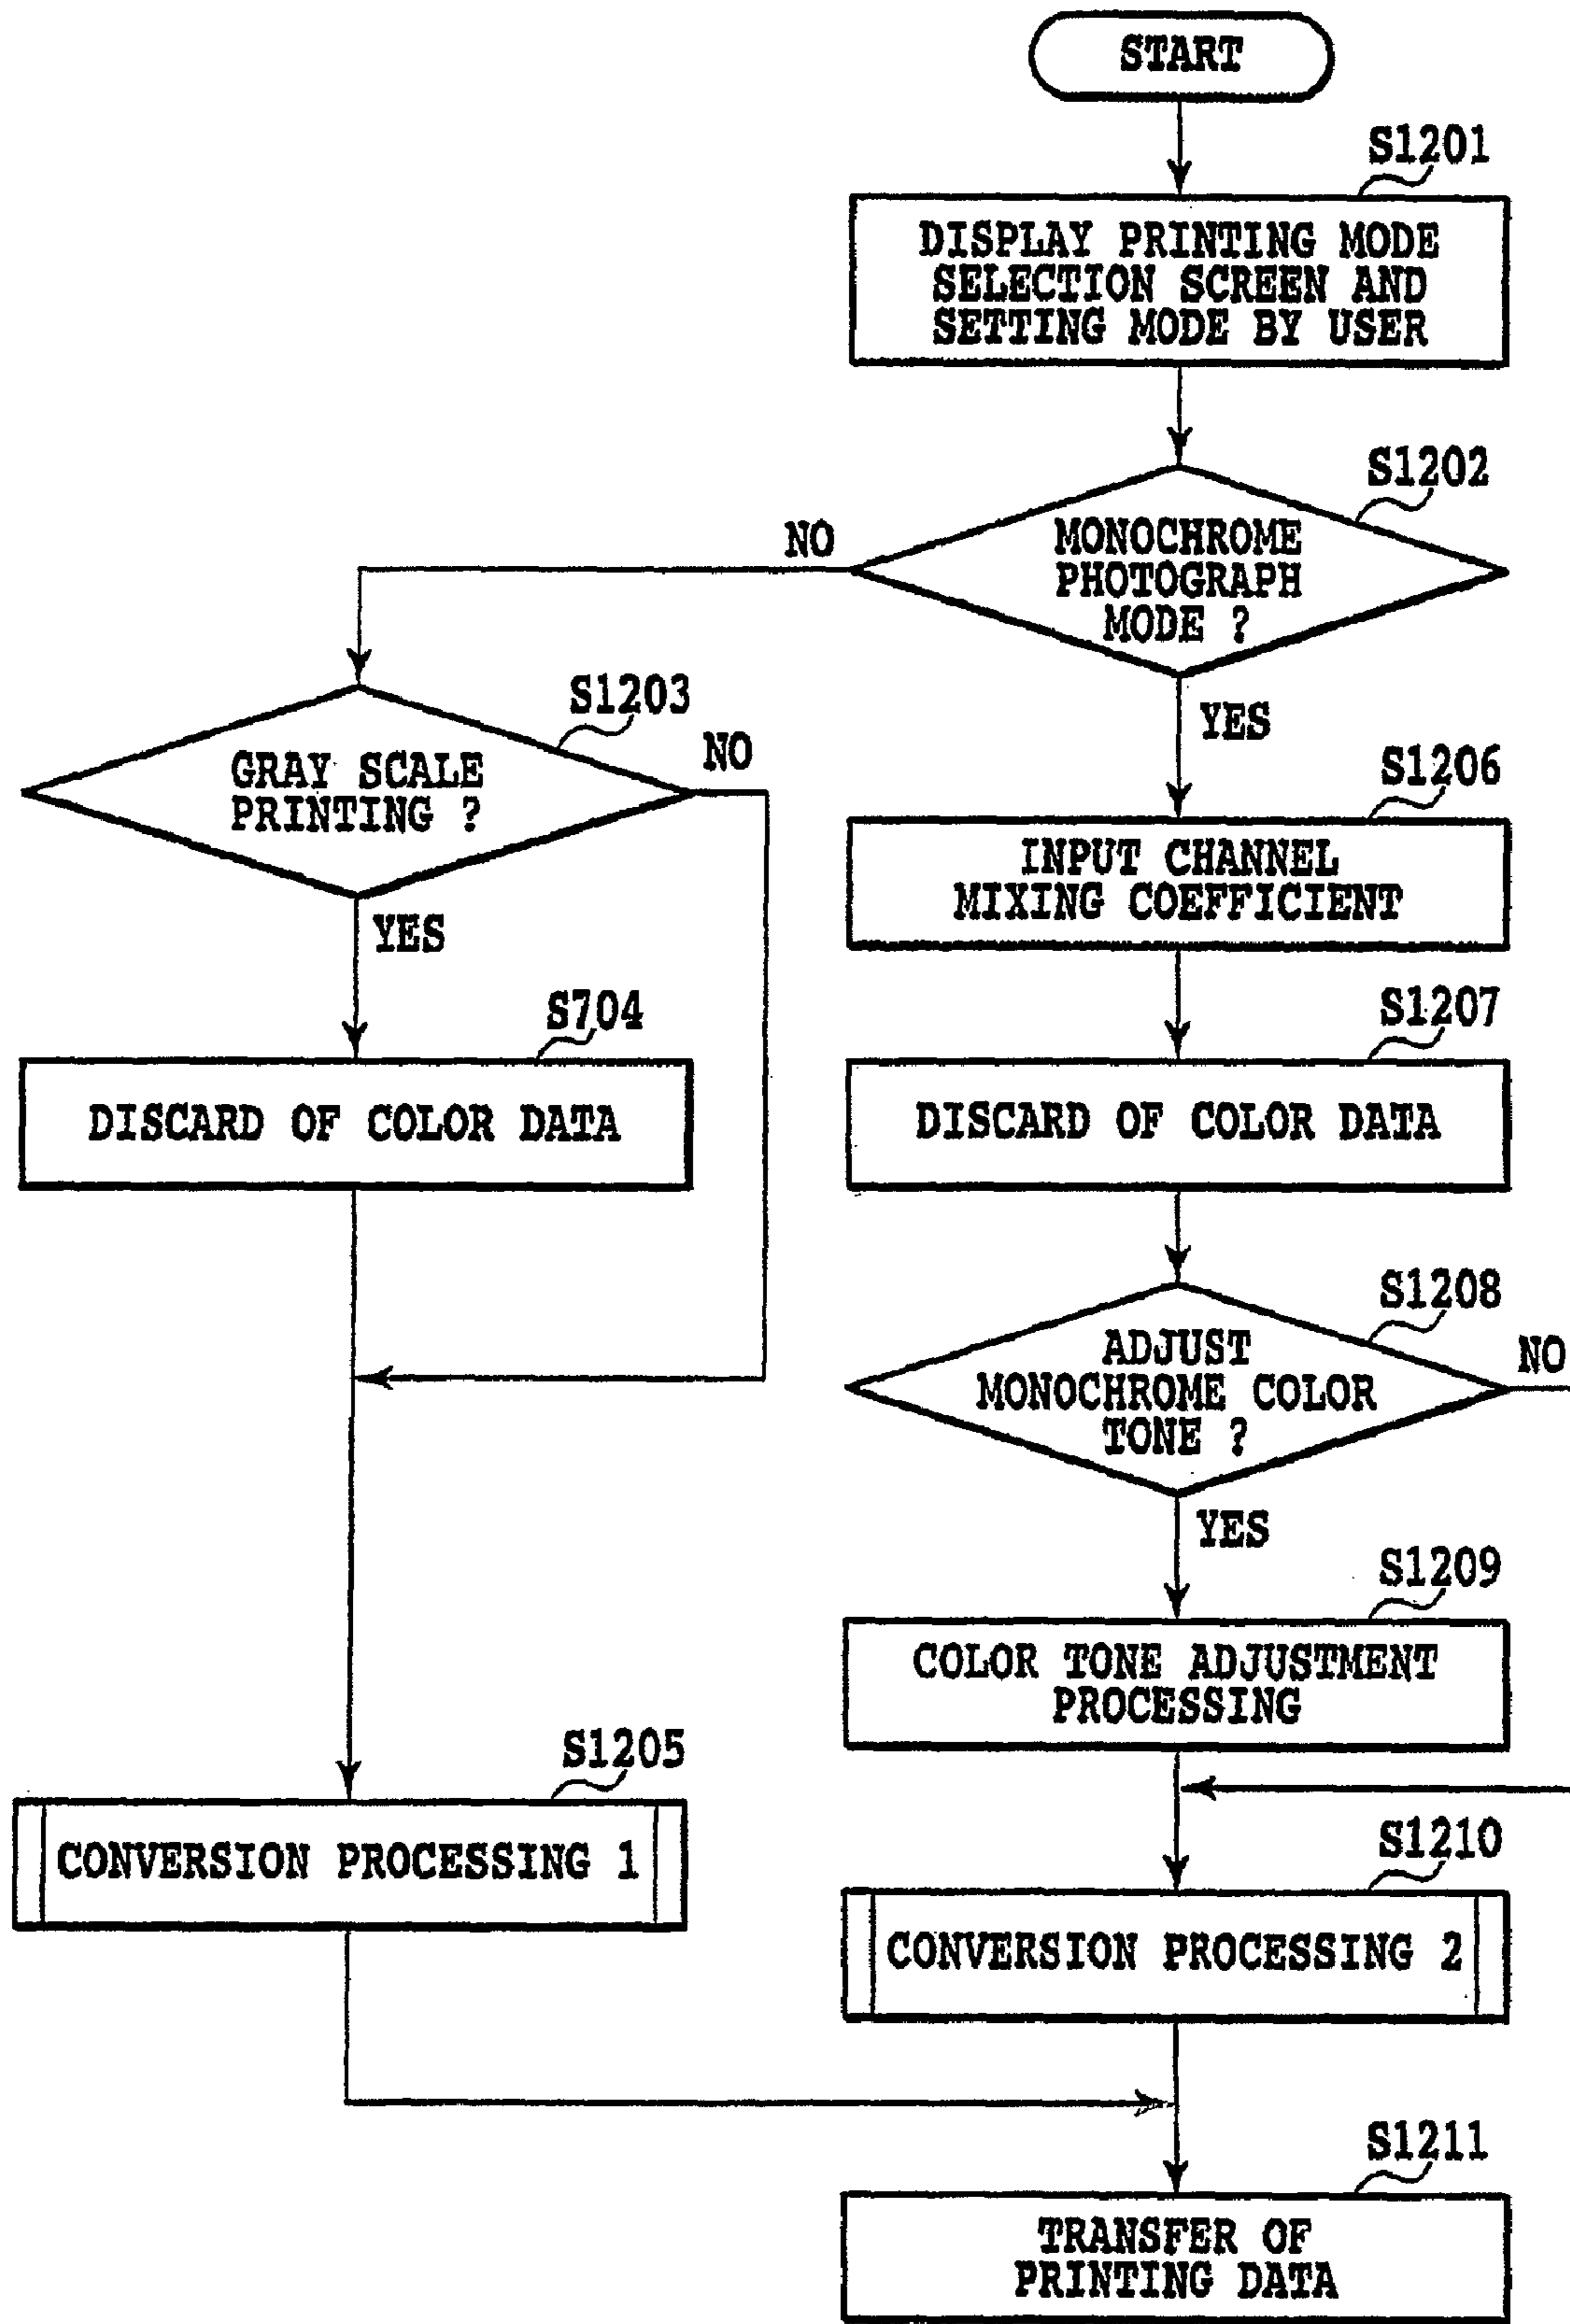 START
S1201
DISPLAY PRINTING MODE
SELECTION SCREEN AND
SETTING MODE BY USER
S1202
MONOCHROME
PHOTOGRAPH
MODE ?
NO
YES
S1203
GRAY SCALE
PRINTING ?
NO
YES
S704
DISCARD OF COLOR DATA
S1205
CONVERSION PROCESSING 1
S1206
INPUT CHANNEL
MIXING COEFFICIENT
S1207
DISCARD OF COLOR DATA
S1208
ADJUST
MONOCHROME COLOR
TONE ?
NO
YES
S1209
COLOR TONE ADJUSTMENT
PROCESSING
S1210
CONVERSION PROCESSING 2
S1211
TRANSFER OF
PRINTING DATA